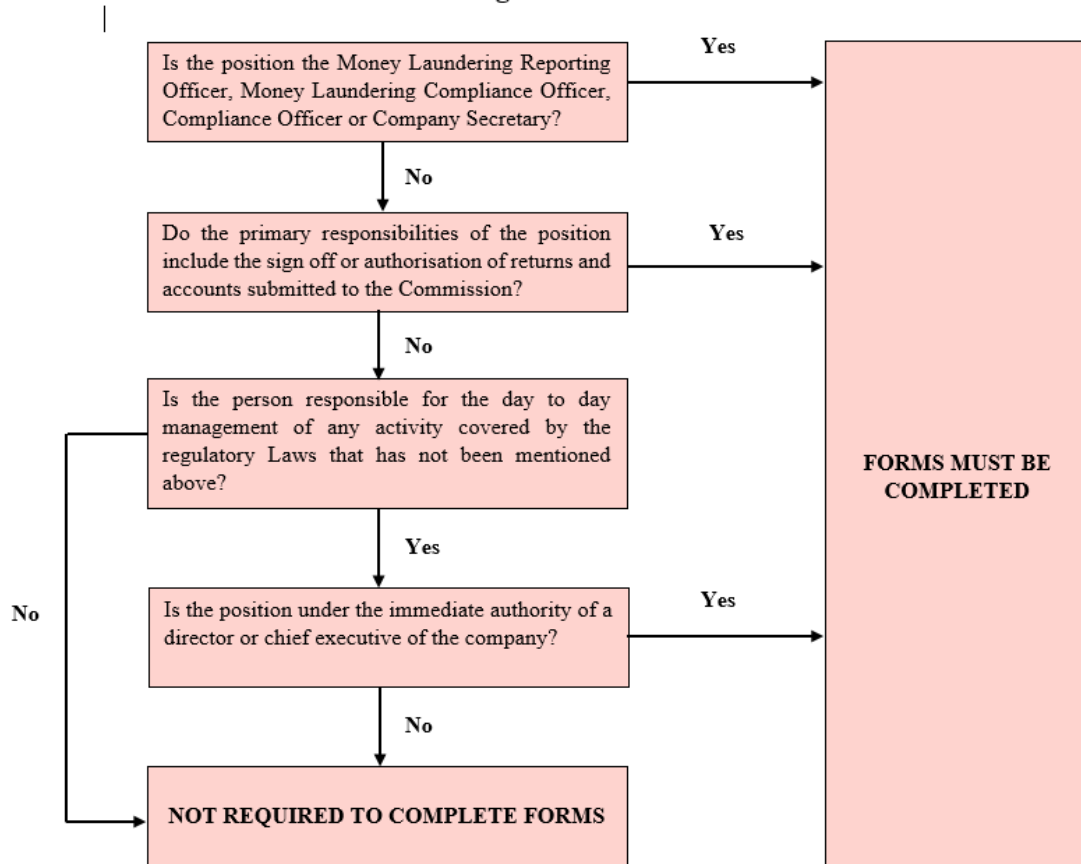 Yes
Is the position the Money Laundering Reporting
Officer, Money Laundering Compliance Officer,
Compliance Officer or Company Secretary?
No
Do the primary responsibilities of the position
include the sign off or authorisation of returns and
accounts submitted to the Commission?
Yes
No
Is the person responsible for the day to day
management of any activity covered by the
regulatory Laws that has not been mentioned
above?
FORMS MUST BE
COMPLETED
Yes
No
Is the position under the immediate authority of a
director or chief executive of the company?
Yes
No
NOT REQUIRED TO COMPLETE FORMS